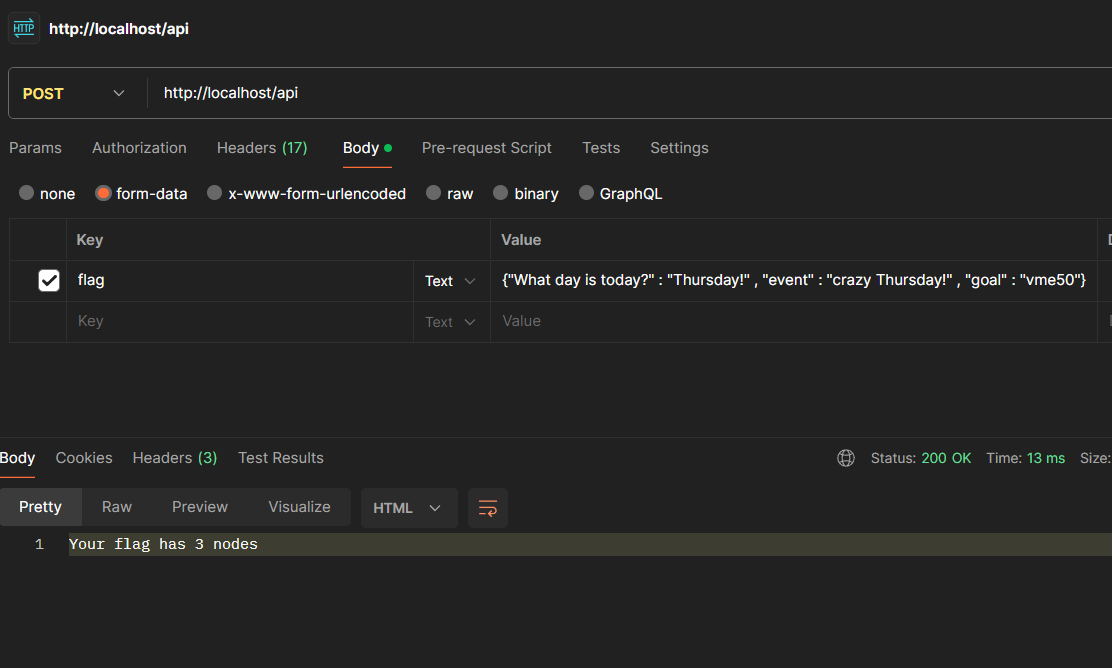 HTTP http://localhost/api
POST http://localhost/api
Params Authorization Headers (17) Body Pre-request Script Tests Settings
none form-data x-www-form-urlencoded raw binary GraphQL
Key Value
flag Text {"What day is today?" : "Thursday!" , "event" : "crazy Thursday!" , "goal" : "vme50"}
Key Text Value
Body Cookies Headers (3) Test Results Status: 200 OK Time: 13 ms Size:
Pretty Raw Preview Visualize HTML
1 Your flag has 3 nodes